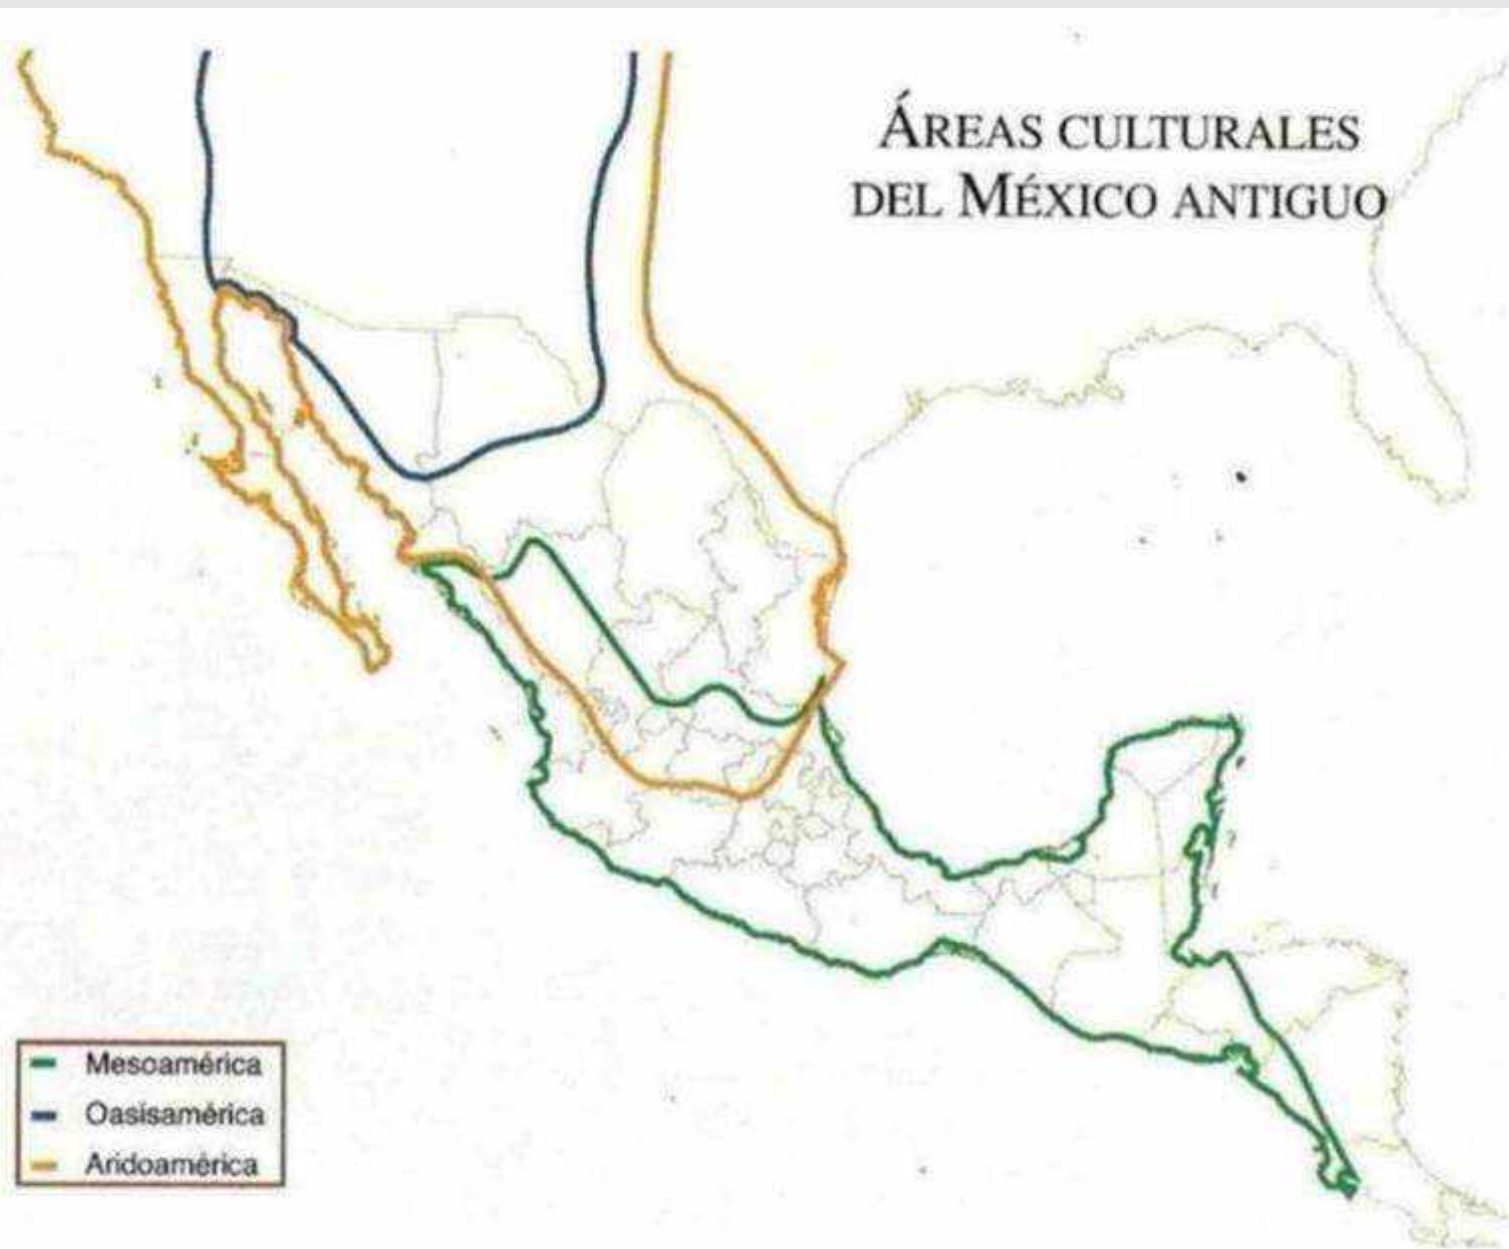 ÁREAS CULTURALES
DEL MÉXICO ANTIGUO
Mesoamérica
Oasisamérica
Aridoamérica